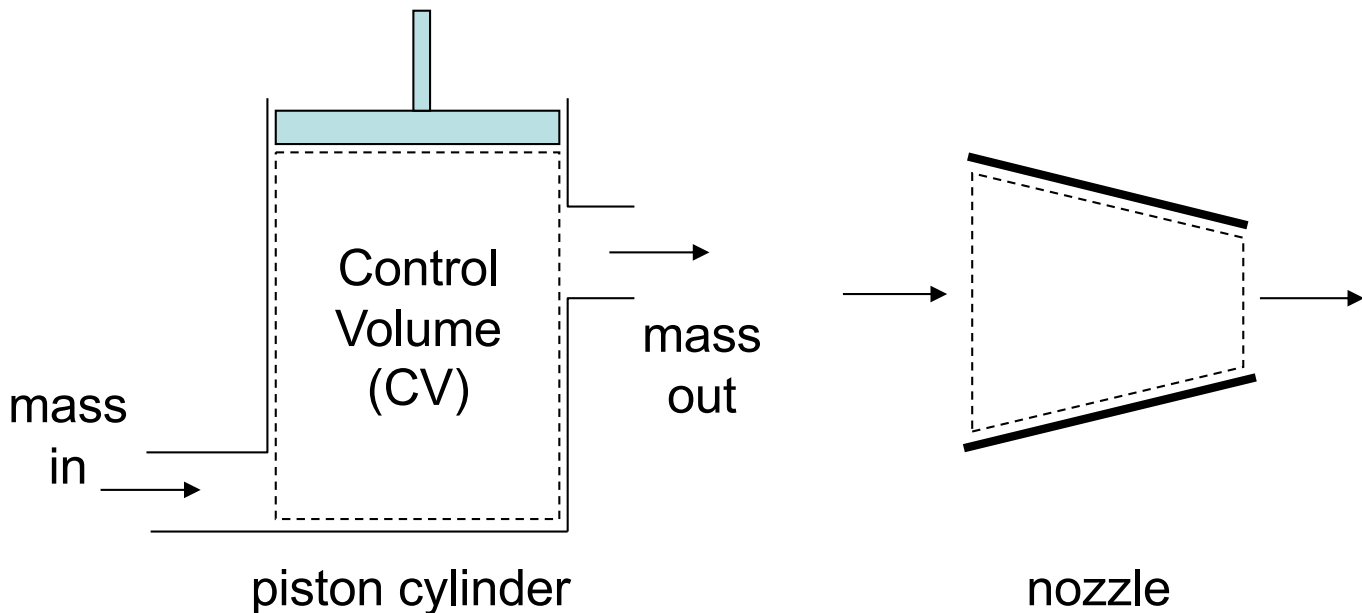 Control
Volume
(CV)
mass
out
mass
in
piston cylinder
nozzle